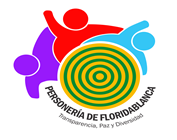 PERSONERÍA DE FLORIDABLANCA
Transparencia, Paz y Diversidad